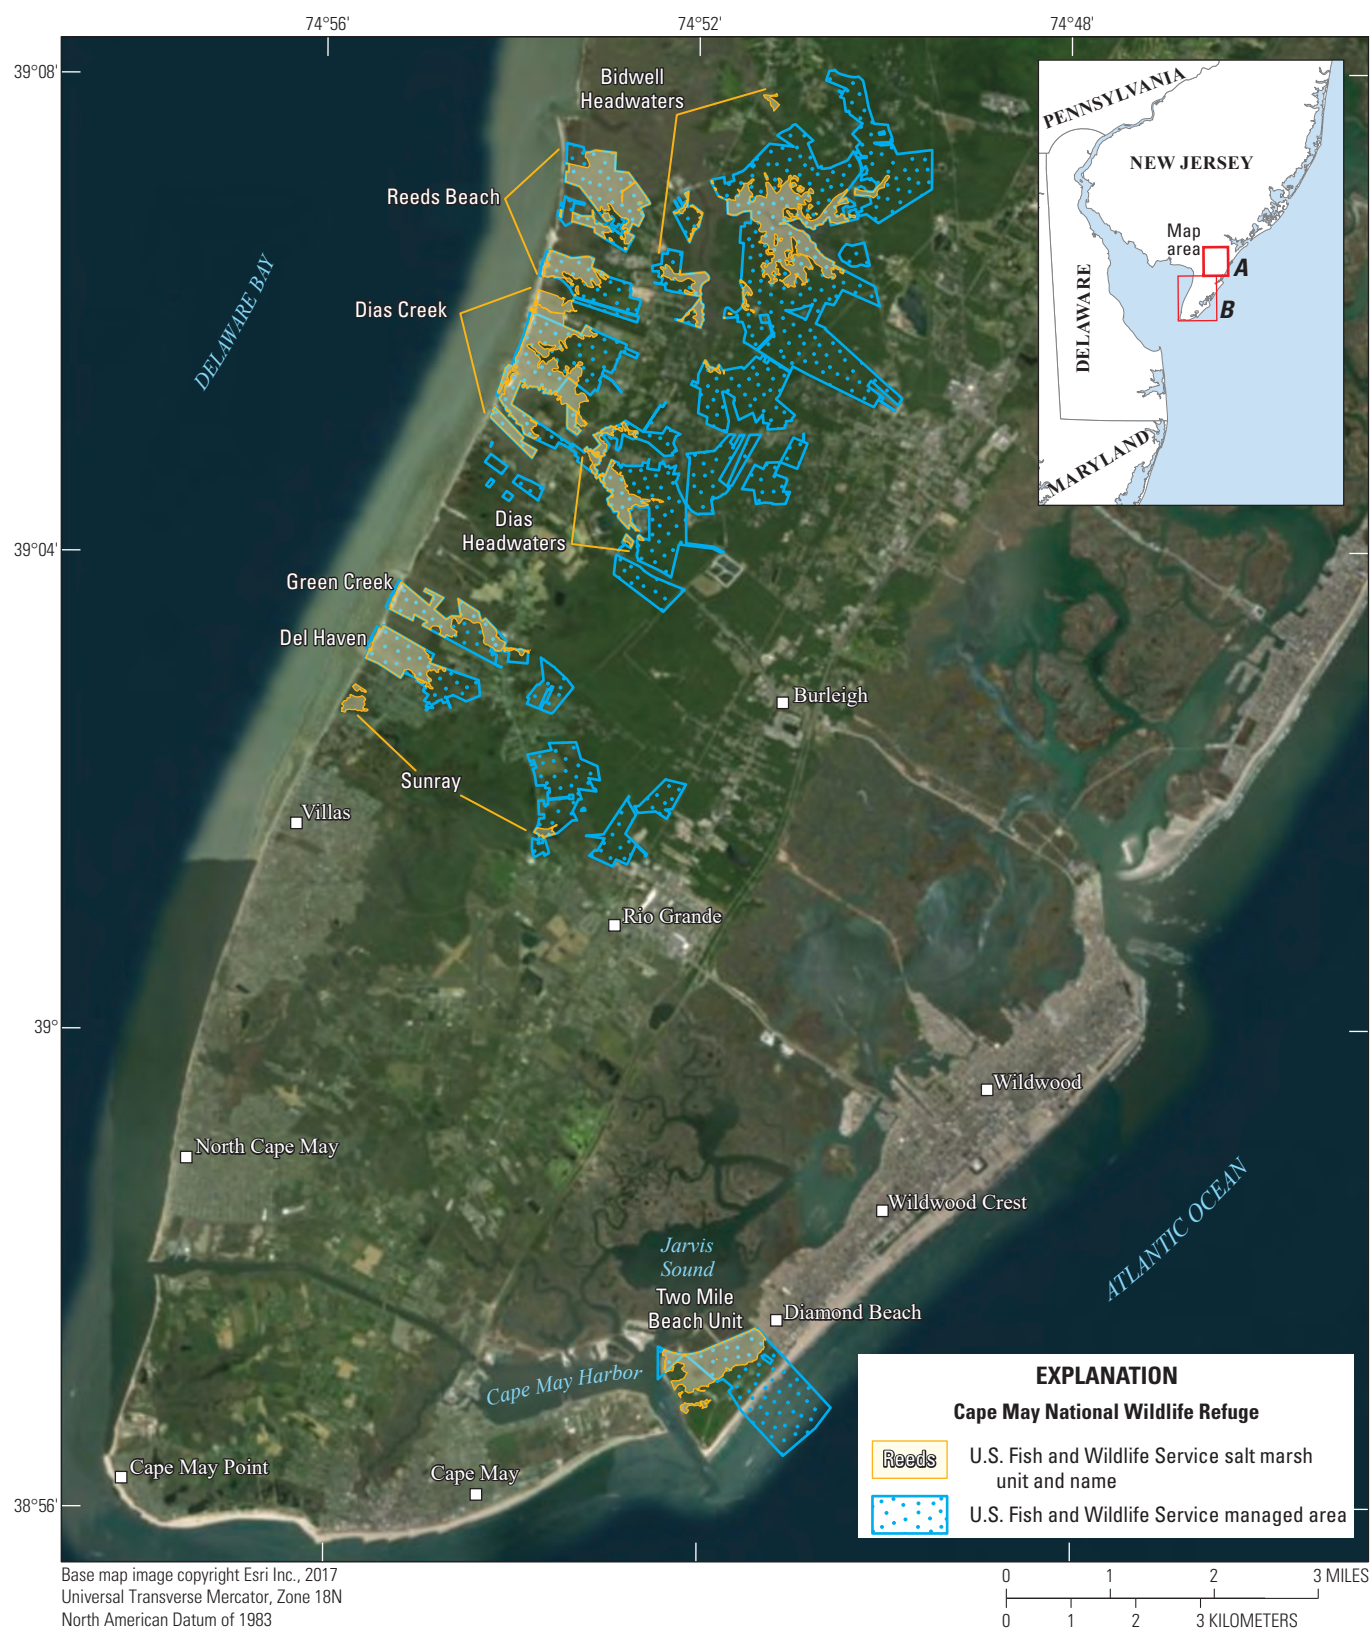 74°56'
74°52'
74°48'
39°08'
39°04'
39°
38°56'
Bidwell
Headwaters
Reeds Beach
Dias Creek
DELAWARE BAY
Dias
Headwaters
Green Creek
Del Haven
Sunray
Burleigh
Villas
Rio Grande
Wildwood
North Cape May
Wildwood Crest
Jarvis
Sound
Two Mile
Beach Unit
Diamond Beach
ATLANTIC OCEAN
Cape May Harbor
Cape May Point
Cape May
PENNSYLVANIA
NEW JERSEY
Map
area
A
B
DELAWARE
MARYLAND
EXPLANATION
Cape May National Wildlife Refuge
Reeds
U.S. Fish and Wildlife Service salt marsh
unit and name
U.S. Fish and Wildlife Service managed area
Base map image copyright Esri Inc., 2017
Universal Transverse Mercator, Zone 18N
North American Datum of 1983
0 1 2 3 MILES
0 1 2 3 KILOMETERS